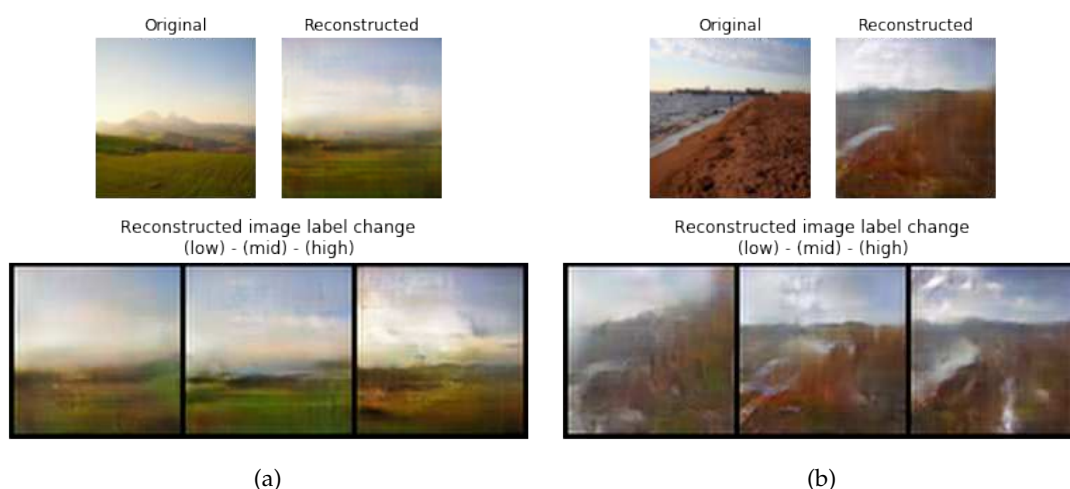 Original
Reconstructed
Reconstructed image label change
(low) - (mid) - (high)
(a)
Original
Reconstructed
Reconstructed image label change
(low) - (mid) - (high)
(b)